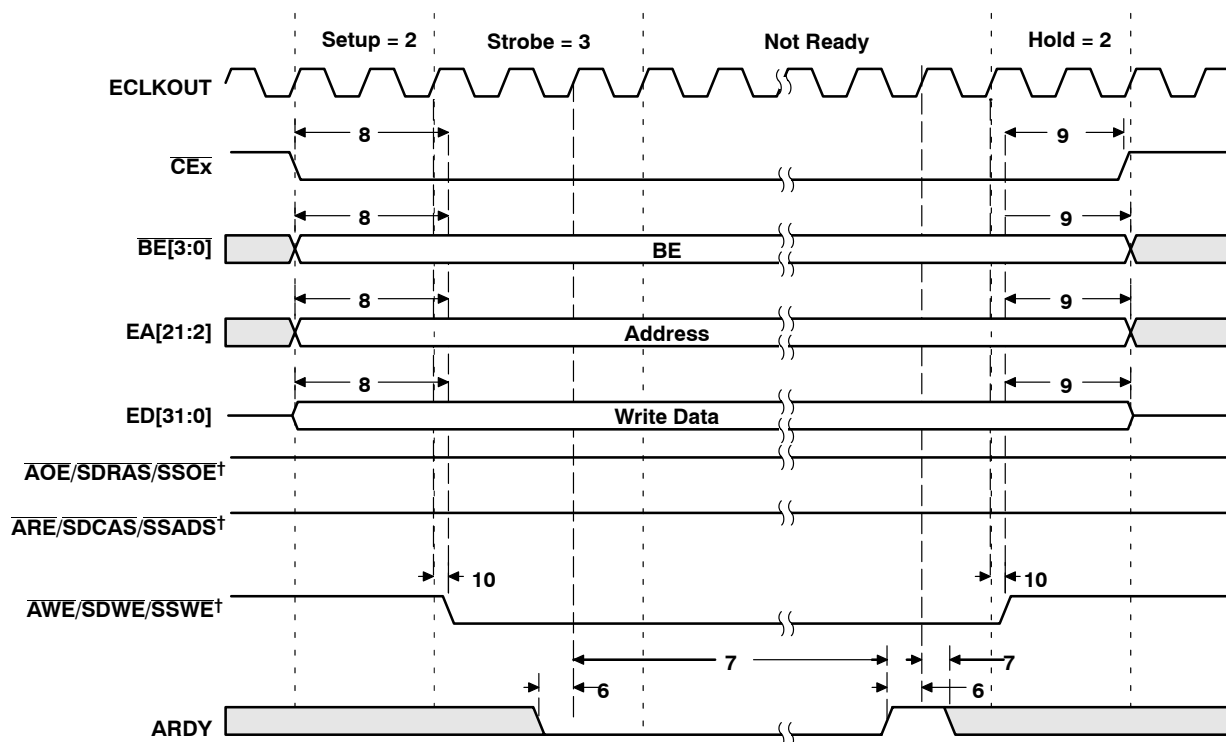 Setup = 2 Strobe = 3 Not Ready Hold = 2
ECLKOUT
8 9
CEx
8 9
BE[3:0] BE
8 9
EA[21:2] Address
8 9
ED[31:0] Write Data
AOE/SDRAS/SSOE†
ARE/SDCAS/SSADS†
10 10
AWE/SDWE/SSWE†
7 7
6 6
ARDY